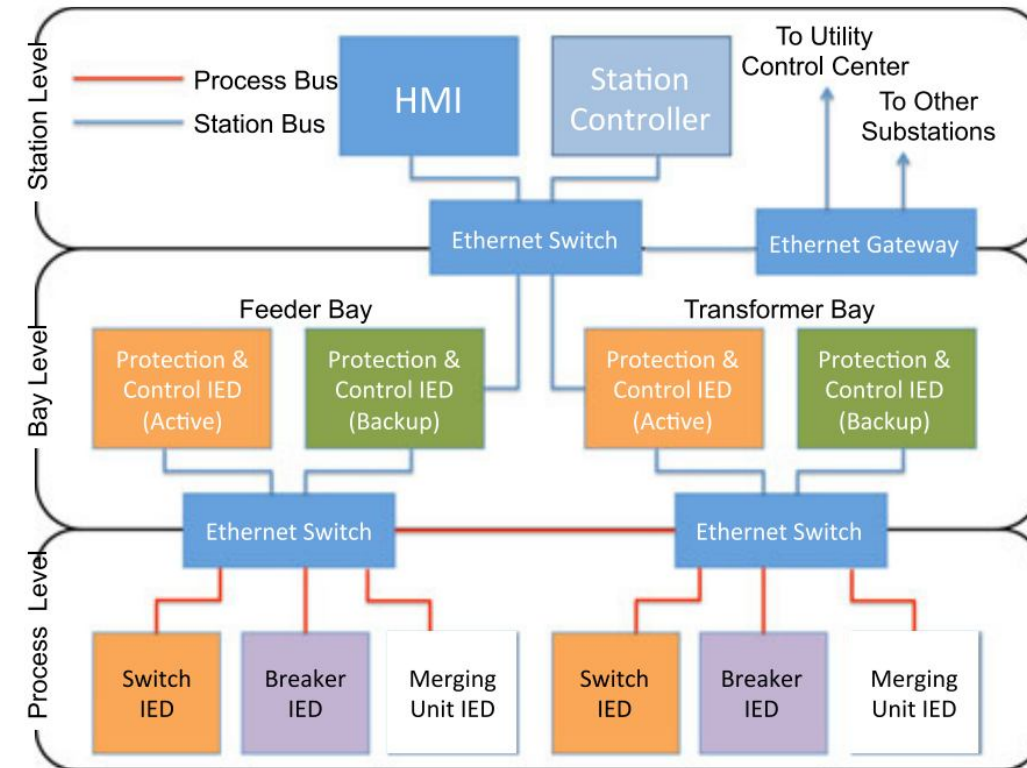 Station Level
Process Bus
Station Bus
HMI
Station
Controller
To Utility
Control Center
To Other
Substations
Ethernet Switch
Ethernet Gateway
Bay Level
Feeder Bay
Transformer Bay
Protection &
Control IED
(Active)
Protection &
Control IED
(Backup)
Protection &
Control IED
(Active)
Protection &
Control IED
(Backup)
Ethernet Switch
Ethernet Switch
Process Level
Switch
IED
Breaker
IED
Merging
Unit IED
Switch
IED
Breaker
IED
Merging
Unit IED